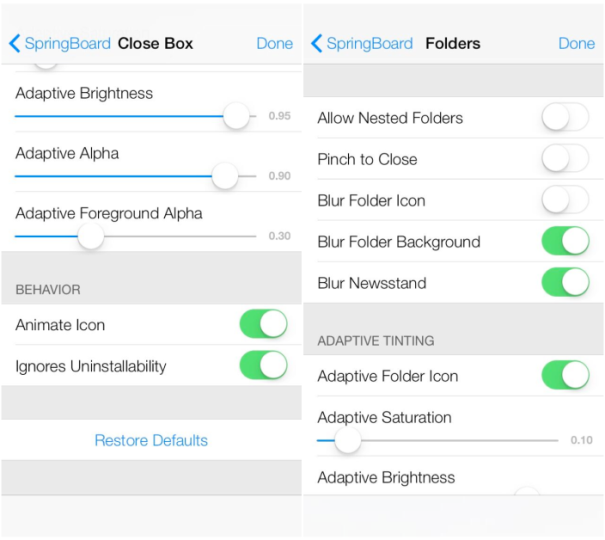 SpringBoard Close Box Done
Adaptive Brightness
0.95
Adaptive Alpha
0.90
Adaptive Foreground Alpha
0.30
BEHAVIOR
Animate Icon
Ignores Uninstallability
Restore Defaults
SpringBoard Folders Done
Allow Nested Folders
Pinch to Close
Blur Folder Icon
Blur Folder Background
Blur Newsstand
ADAPTIVE TINTING
Adaptive Folder Icon
Adaptive Saturation
0.10
Adaptive Brightness